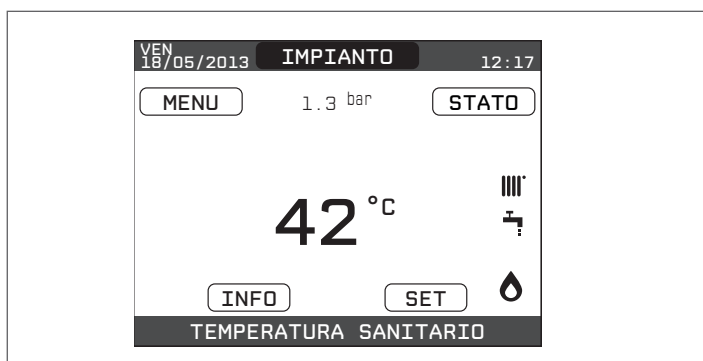 VEN
18/05/2013 IMPIANTO 12:17
MENU 1.3 bar STATO
42 °C
INFO SET
TEMPERATURA SANITARIO